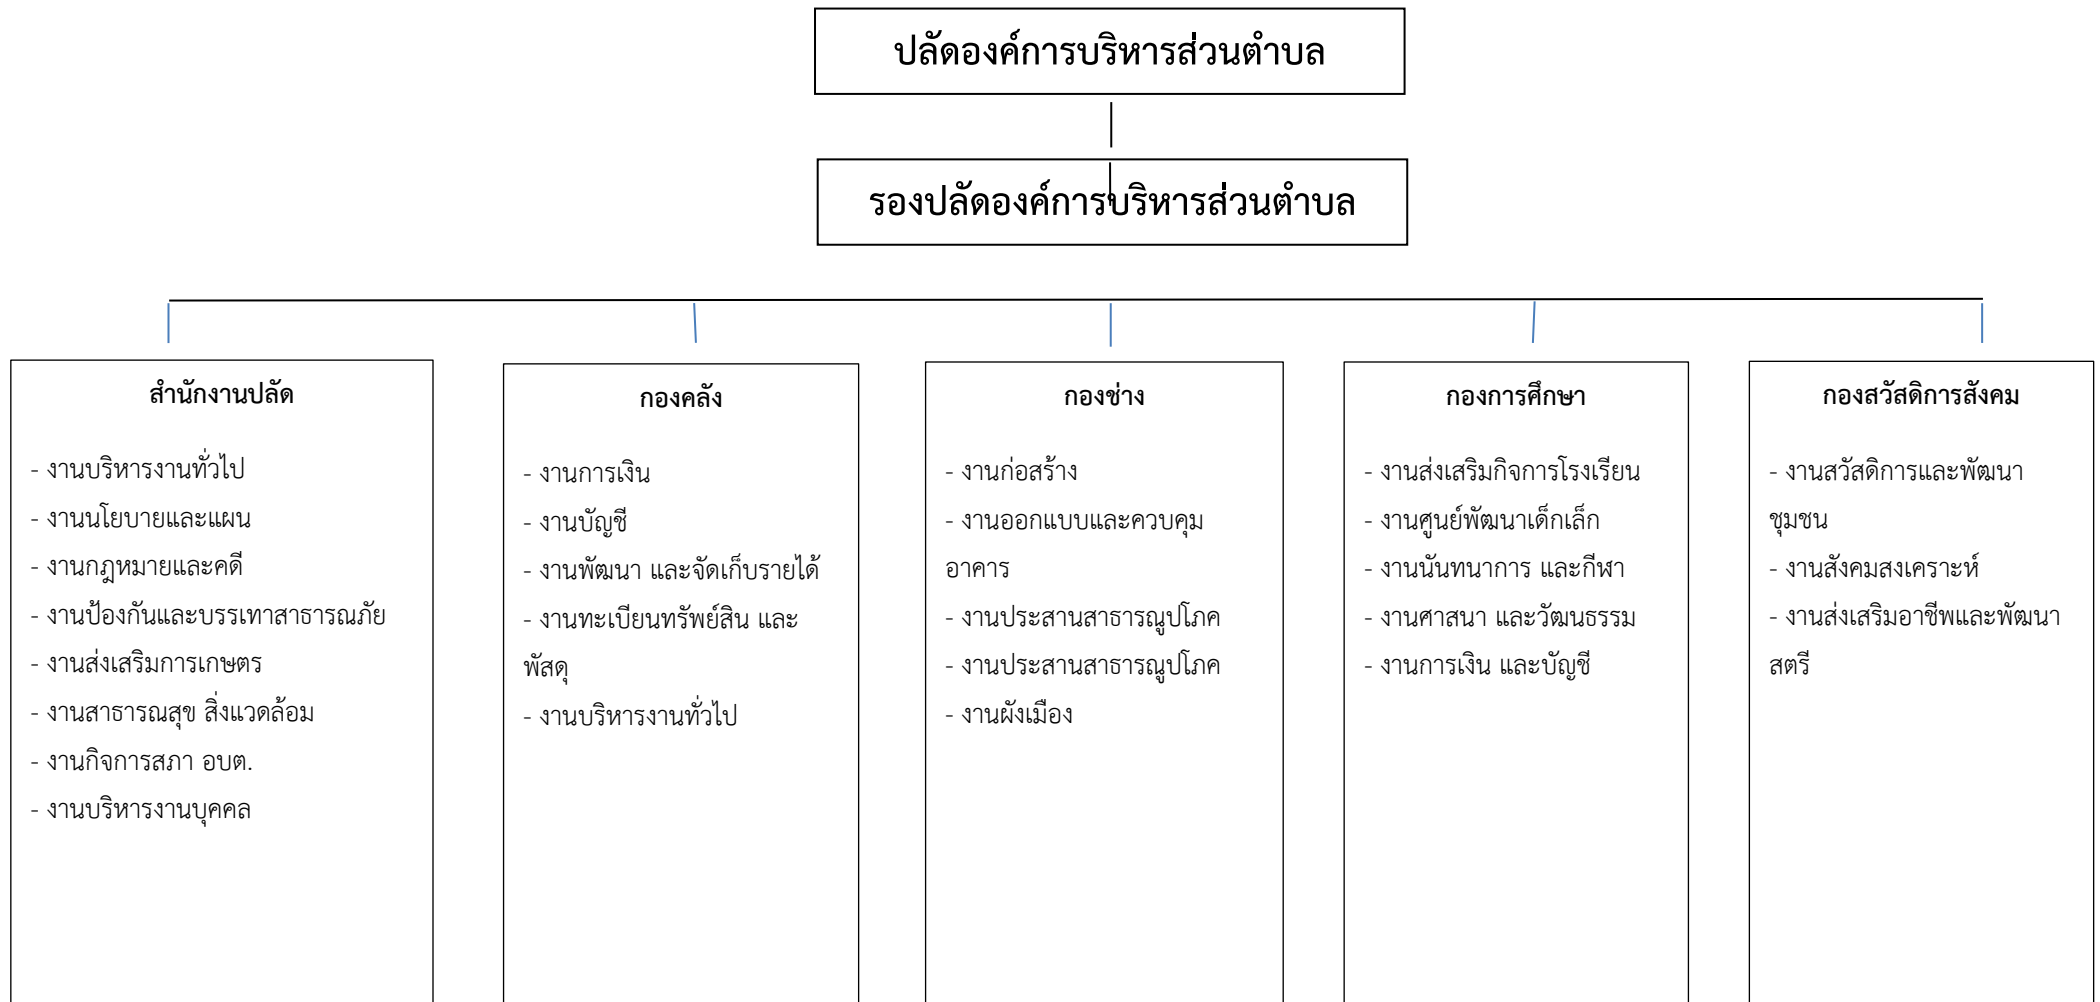 ปลัดองค์การบริหารส่วนตำบล
รองปลัดองค์การบริหารส่วนตำบล
สำนักงานปลัด
- งานบริหารงานทั่วไป
- งานนโยบายและแผน
- งานกฎหมายและคดี
- งานป้องกันและบรรเทาสาธารณภัย
- งานส่งเสริมการเกษตร
- งานสาธารณสุข สิ่งแวดล้อม
- งานกิจการสภา อบต.
- งานบริหารงานบุคคล
กองคลัง
- งานการเงิน
- งานบัญชี
- งานพัฒนา และจัดเก็บรายได้
- งานทะเบียนทรัพย์สิน และ
พัสดุ
- งานบริหารงานทั่วไป
กองช่าง
- งานก่อสร้าง
- งานออกแบบและควบคุม
อาคาร
- งานประสานสาธารณูปโภค
- งานประสานสาธารณูปโภค
- งานผังเมือง
กองการศึกษา
- งานส่งเสริมกิจการโรงเรียน
- งานศูนย์พัฒนาเด็กเล็ก
- งานนันทนาการ และกีฬา
- งานศาสนา และวัฒนธรรม
- งานการเงิน และบัญชี
กองสวัสดิการสังคม
- งานสวัสดิการและพัฒนา
ชุมชน
- งานสังคมสงเคราะห์
- งานส่งเสริมอาชีพและพัฒนา
สตรี